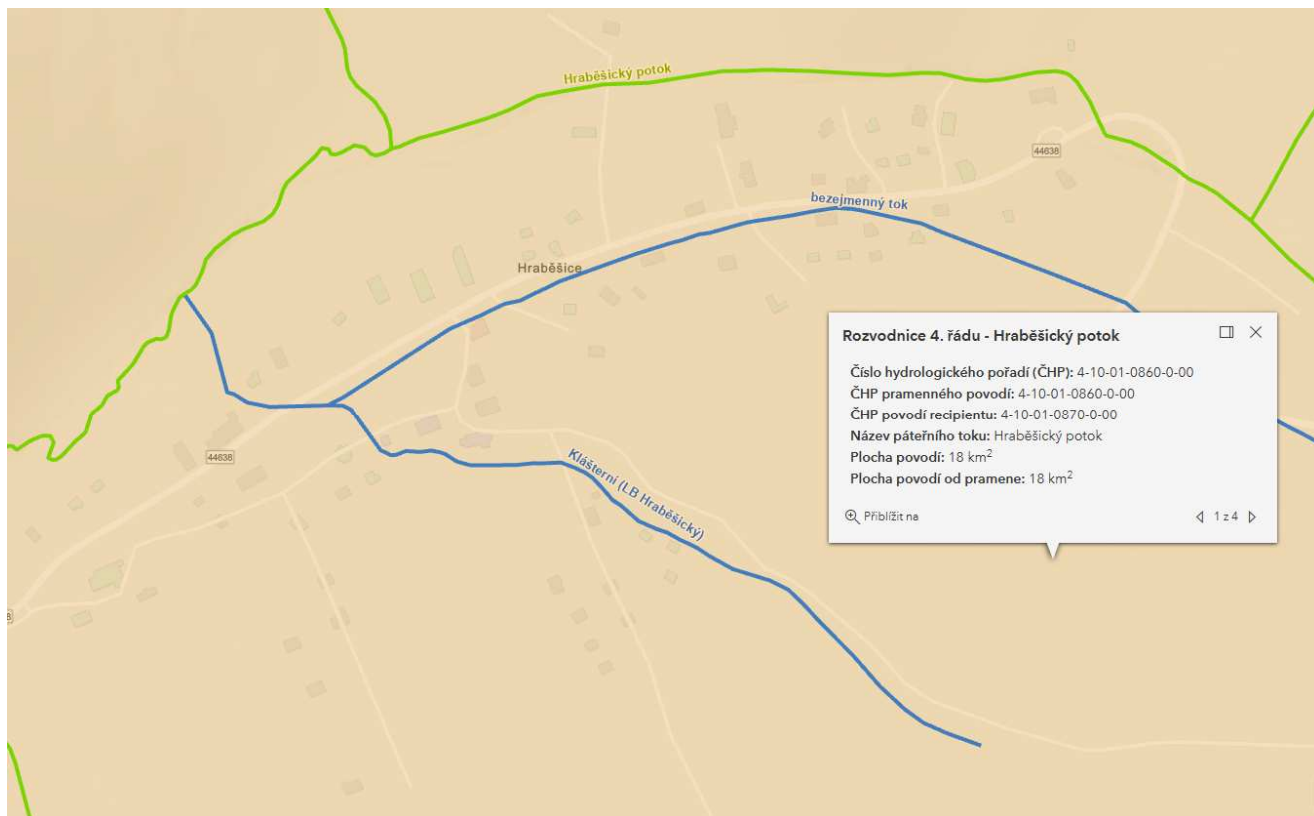 Hraběšický potok
44638
bezejmenný tok
Hraběšice
Rozvodnice 4. řádu - Hraběšický potok
Číslo hydrologického pořadí (ČHP): 4-10-01-0860-0-00
ČHP pramenného povodí: 4-10-01-0860-0-00
ČHP povodí recipientu: 4-10-01-0870-0-00
Název páteřního toku: Hraběšický potok
Plocha povodí: 18 km²
Plocha povodí od pramene: 18 km²
Přiblížit na
1 z 4
44638
Klášterní (LB Hraběšický)
8